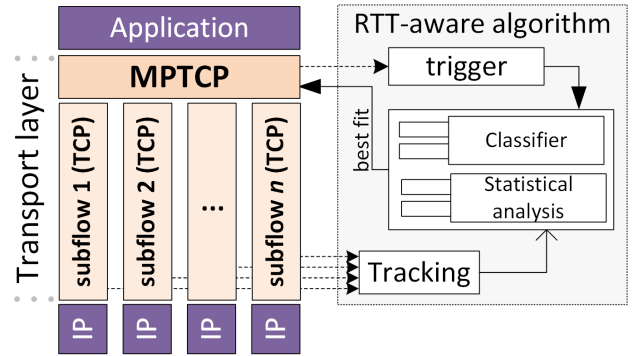 Application
MPTCP
Transport layer
subflow 1 (TCP)
subflow 2 (TCP)
...
subflow n (TCP)
IP
IP
IP
IP
RTT-aware algorithm
trigger
best fit
Classifier
Statistical
analysis
Tracking